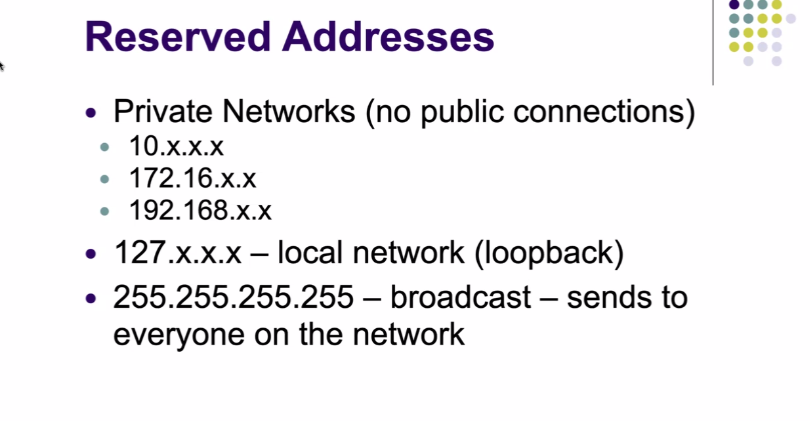 Reserved Addresses
• Private Networks (no public connections)
• 10.x.x.x
• 172.16.x.x
• 192.168.x.x
• 127.x.x.x – local network (loopback)
• 255.255.255.255 – broadcast – sends to
everyone on the network